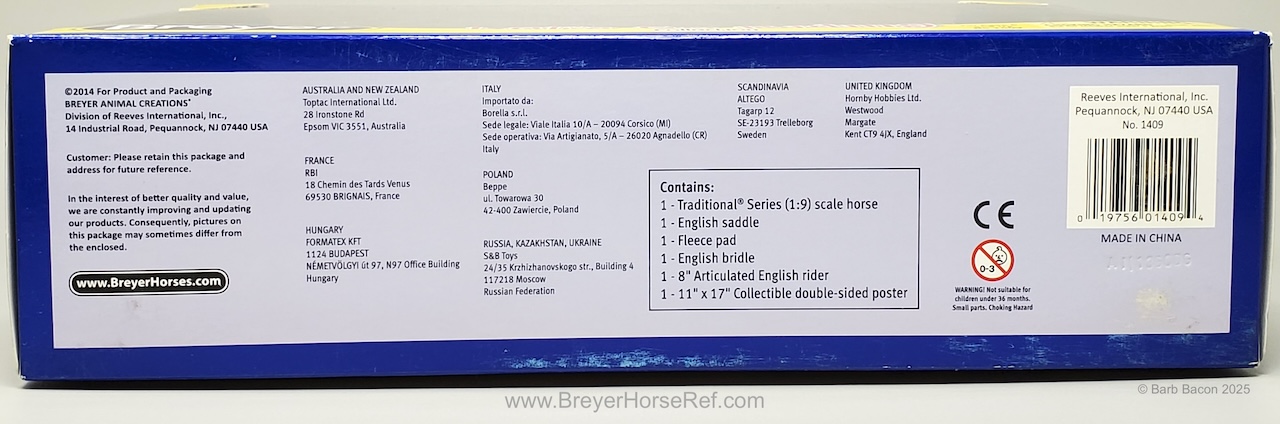 ©2014 For Product and Packaging
BREYER ANIMAL CREATIONS®
Division of Reeves International, Inc.,
14 Industrial Road, Pequannock, NJ 07440 USA
Customer: Please retain this package and
address for future reference.
In the interest of better quality and value,
we are constantly improving and updating
our products. Consequently, pictures on
this package may sometimes differ from
the enclosed.
www.BreyerHorses.com
AUSTRALIA AND NEW ZEALAND
Toptac International Ltd.
28 Ironstone Rd
Epsom VIC 3551, Australia
FRANCE
RBI
18 Chemin des Tards Venus
69530 BRIGNAIS, France
HUNGARY
FORMATEX KFT
1124 BUDAPEST
NÉMETVÖLGYI út 97, N97 Office Building
Hungary
ITALY
Importato da:
Borella s.r.l.
Sede legale: Viale Italia 10/A – 20094 Corsico (MI)
Sede operativa: Via Artigianato, 5/A – 26020 Agnadello (CR)
Italy
POLAND
Beppe
ul. Towarowa 30
42-400 Zawiercie, Poland
RUSSIA, KAZAKHSTAN, UKRAINE
S&B Toys
24/35 Krzhizhanovskogo str., Building 4
117218 Moscow
Russian Federation
SCANDINAVIA
ALTEGO
Tagarp 12
SE-23193 Trelleborg
Sweden
UNITED KINGDOM
Hornby Hobbies Ltd.
Westwood
Margate
Kent CT9 4JX, England
Contains:
1 - Traditional® Series (1:9) scale horse
1 - English saddle
1 - Fleece pad
1 - English bridle
1 - 8" Articulated English rider
1 - 11" x 17" Collectible double-sided poster
CE
0-3
WARNING! Not suitable for
children under 36 months.
Small parts. Choking Hazard
Reeves International, Inc.
Pequannock, NJ 07440 USA
No. 1409
0 19756 01409 4
MADE IN CHINA
www.BreyerHorseRef.com
© Barb Bacon 2025